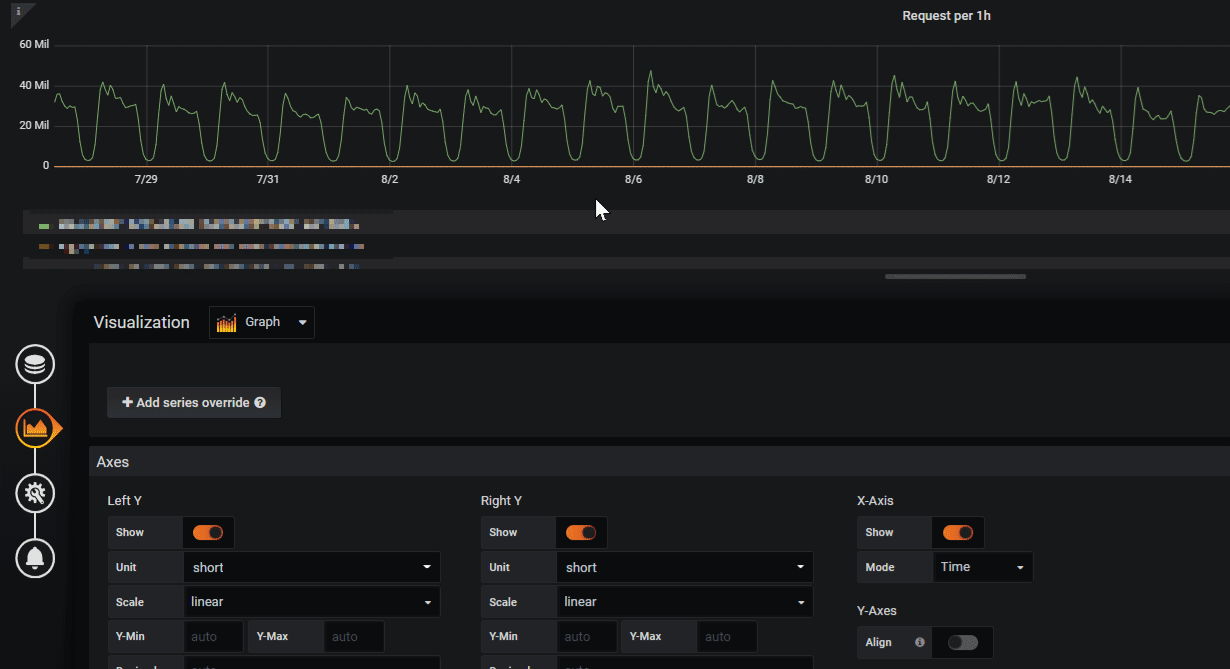 i
Request per 1h
60 Mil
40 Mil
20 Mil
0
7/29 7/31 8/2 8/4 8/6 8/8 8/10 8/12 8/14
Visualization Graph
+ Add series override ?
Axes
Left Y Right Y X-Axis
Show Show Show
Unit short Unit short Mode Time
Scale linear Scale linear Y-Axes
Y-Min auto Y-Max auto Y-Min auto Y-Max auto Align i